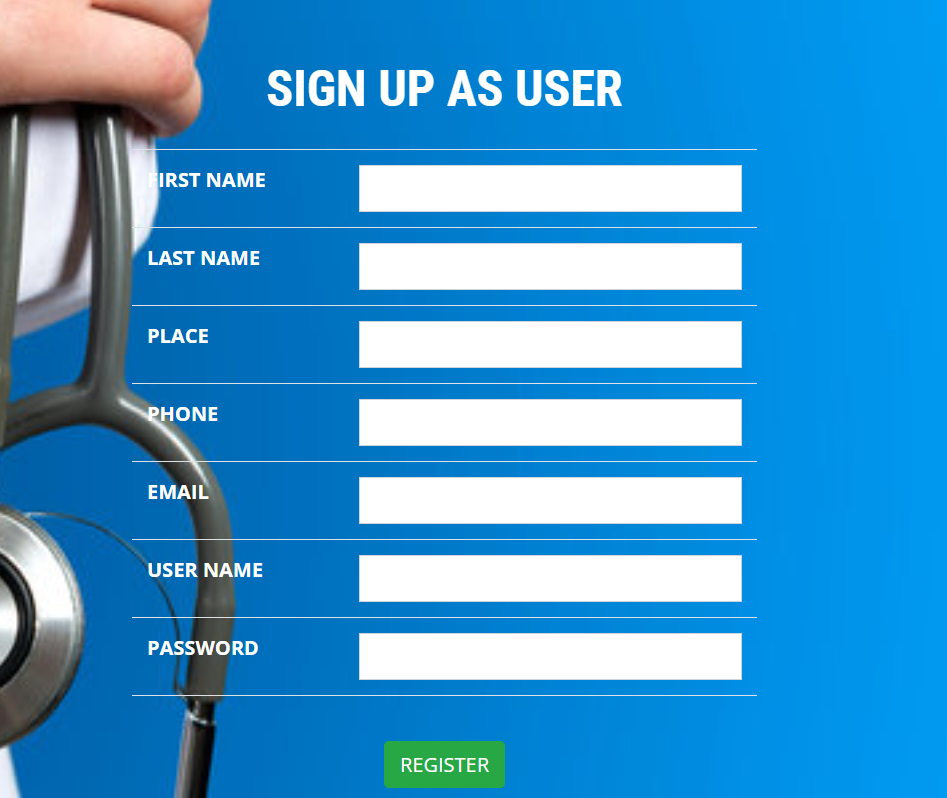 SIGN UP AS USER
FIRST NAME
LAST NAME
PLACE
PHONE
EMAIL
USER NAME
PASSWORD
REGISTER